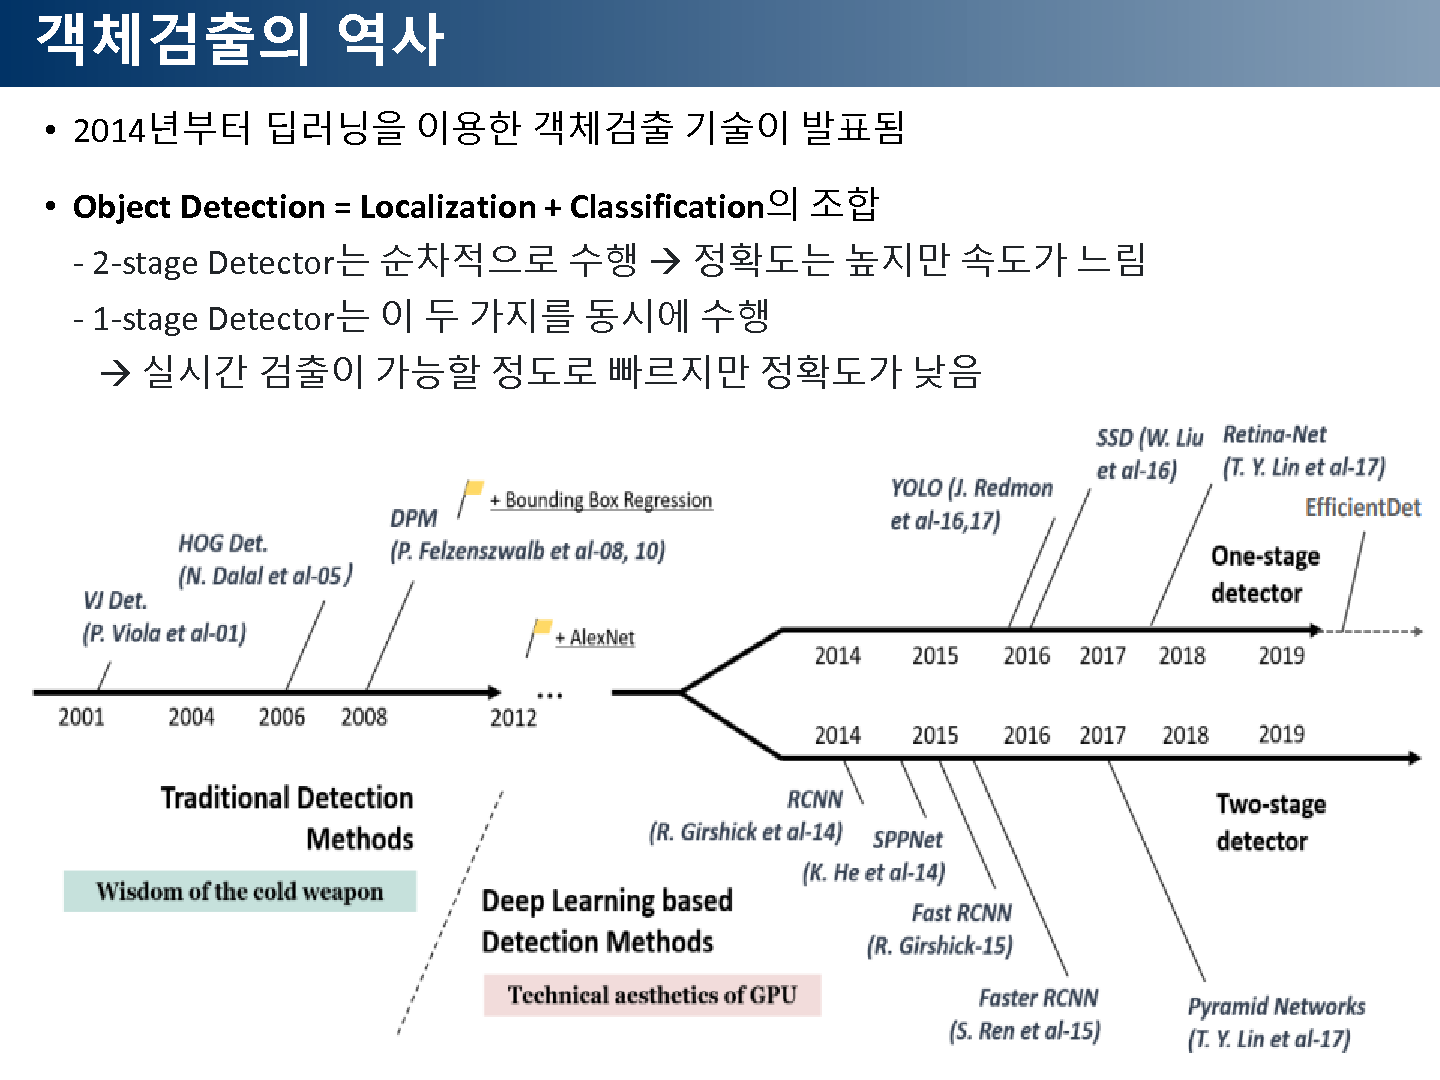 객체검출의 역사
• 2014년부터 딥러닝을 이용한 객체검출 기술이 발표됨
• Object Detection = Localization + Classification의 조합
- 2-stage Detector는 순차적으로 수행 → 정확도는 높지만 속도가 느림
- 1-stage Detector는 이 두 가지를 동시에 수행
→ 실시간 검출이 가능할 정도로 빠르지만 정확도가 낮음
VJ Det.
(P. Viola et al-01)
HOG Det.
(N. Dalal et al-05)
DPM
(P. Felzenszwalb et al-08, 10)
+ Bounding Box Regression
+ AlexNet
...
2001 2004 2006 2008 2012
YOLO (J. Redmon
et al-16,17)
SSD (W. Liu
et al-16)
Retina-Net
(T. Y. Lin et al-17)
EfficientDet
One-stage
detector
2014 2015 2016 2017 2018 2019
2014 2015 2016 2017 2018 2019
Traditional Detection
Methods
Wisdom of the cold weapon
Deep Learning based
Detection Methods
Technical aesthetics of GPU
RCNN
(R. Girshick et al-14)
SPPNet
(K. He et al-14)
Fast RCNN
(R. Girshick-15)
Faster RCNN
(S. Ren et al-15)
Pyramid Networks
(T. Y. Lin et al-17)
Two-stage
detector